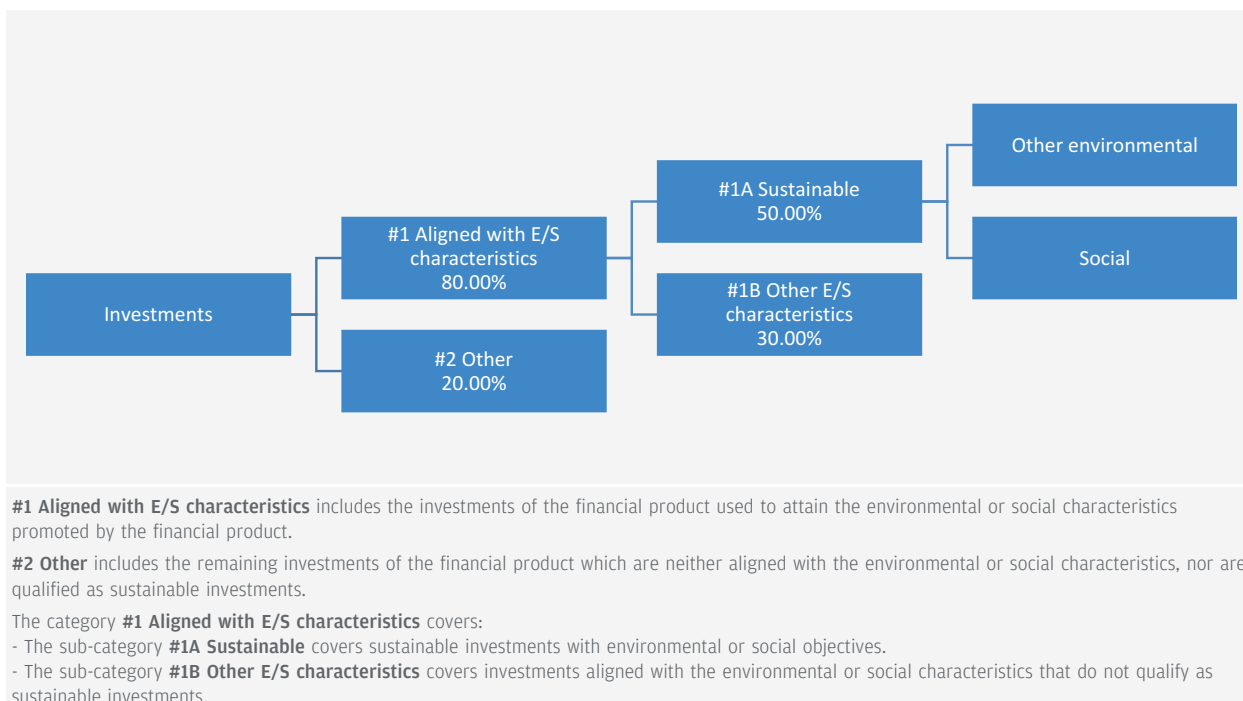 Other environmental
#1A Sustainable
50.00%
#1 Aligned with E/S
characteristics
80.00%
Social
#1B Other E/S
characteristics
30.00%
Investments
#2 Other
20.00%
#1 Aligned with E/S characteristics includes the investments of the financial product used to attain the environmental or social characteristics
promoted by the financial product.
#2 Other includes the remaining investments of the financial product which are neither aligned with the environmental or social characteristics, nor are
qualified as sustainable investments.
The category #1 Aligned with E/S characteristics covers:
- The sub-category #1A Sustainable covers sustainable investments with environmental or social objectives.
- The sub-category #1B Other E/S characteristics covers investments aligned with the environmental or social characteristics that do not qualify as
sustainable investments